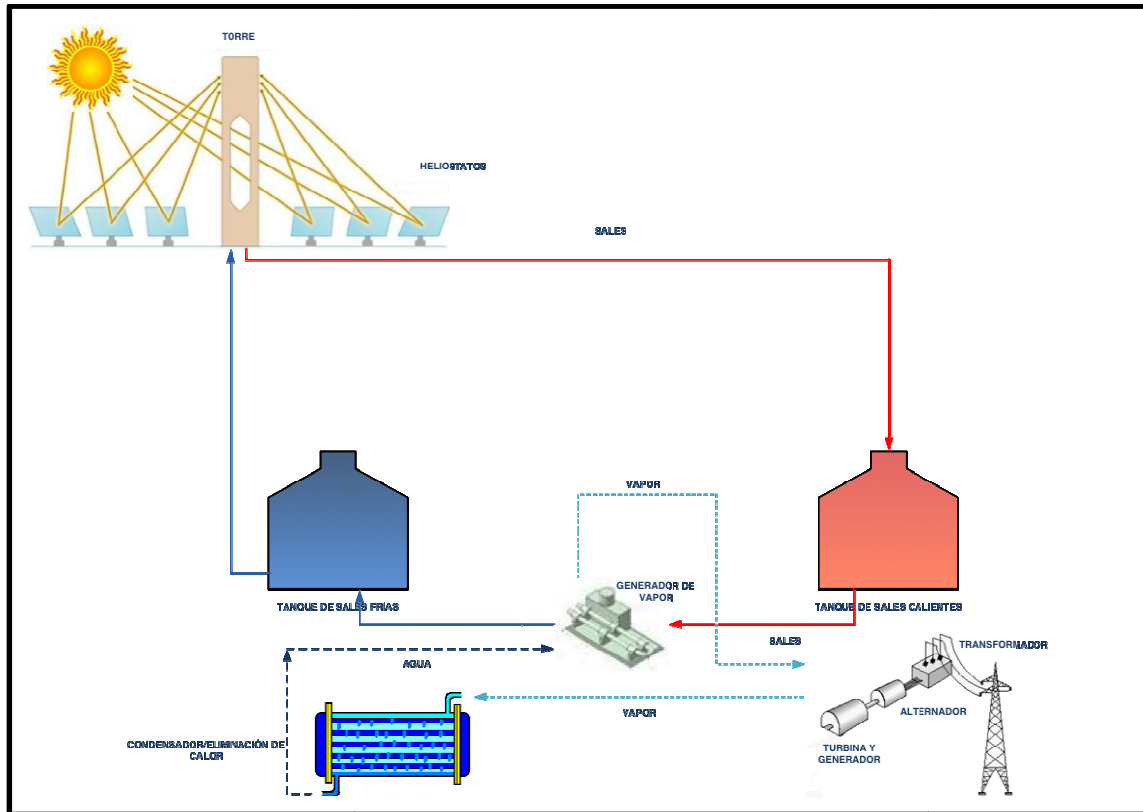 TORRE
HELIOSTATOS
SALES
VAPOR
GENERADOR DE
VAPOR
TANQUE DE SALES FRÍAS
TANQUE DE SALES CALIENTES
SALES
TRANSFORMADOR
AGUA
ALTERNADOR
VAPOR
CONDENSADOR/ELIMINACIÓN DE
CALOR
TURBINA Y
GENERADOR